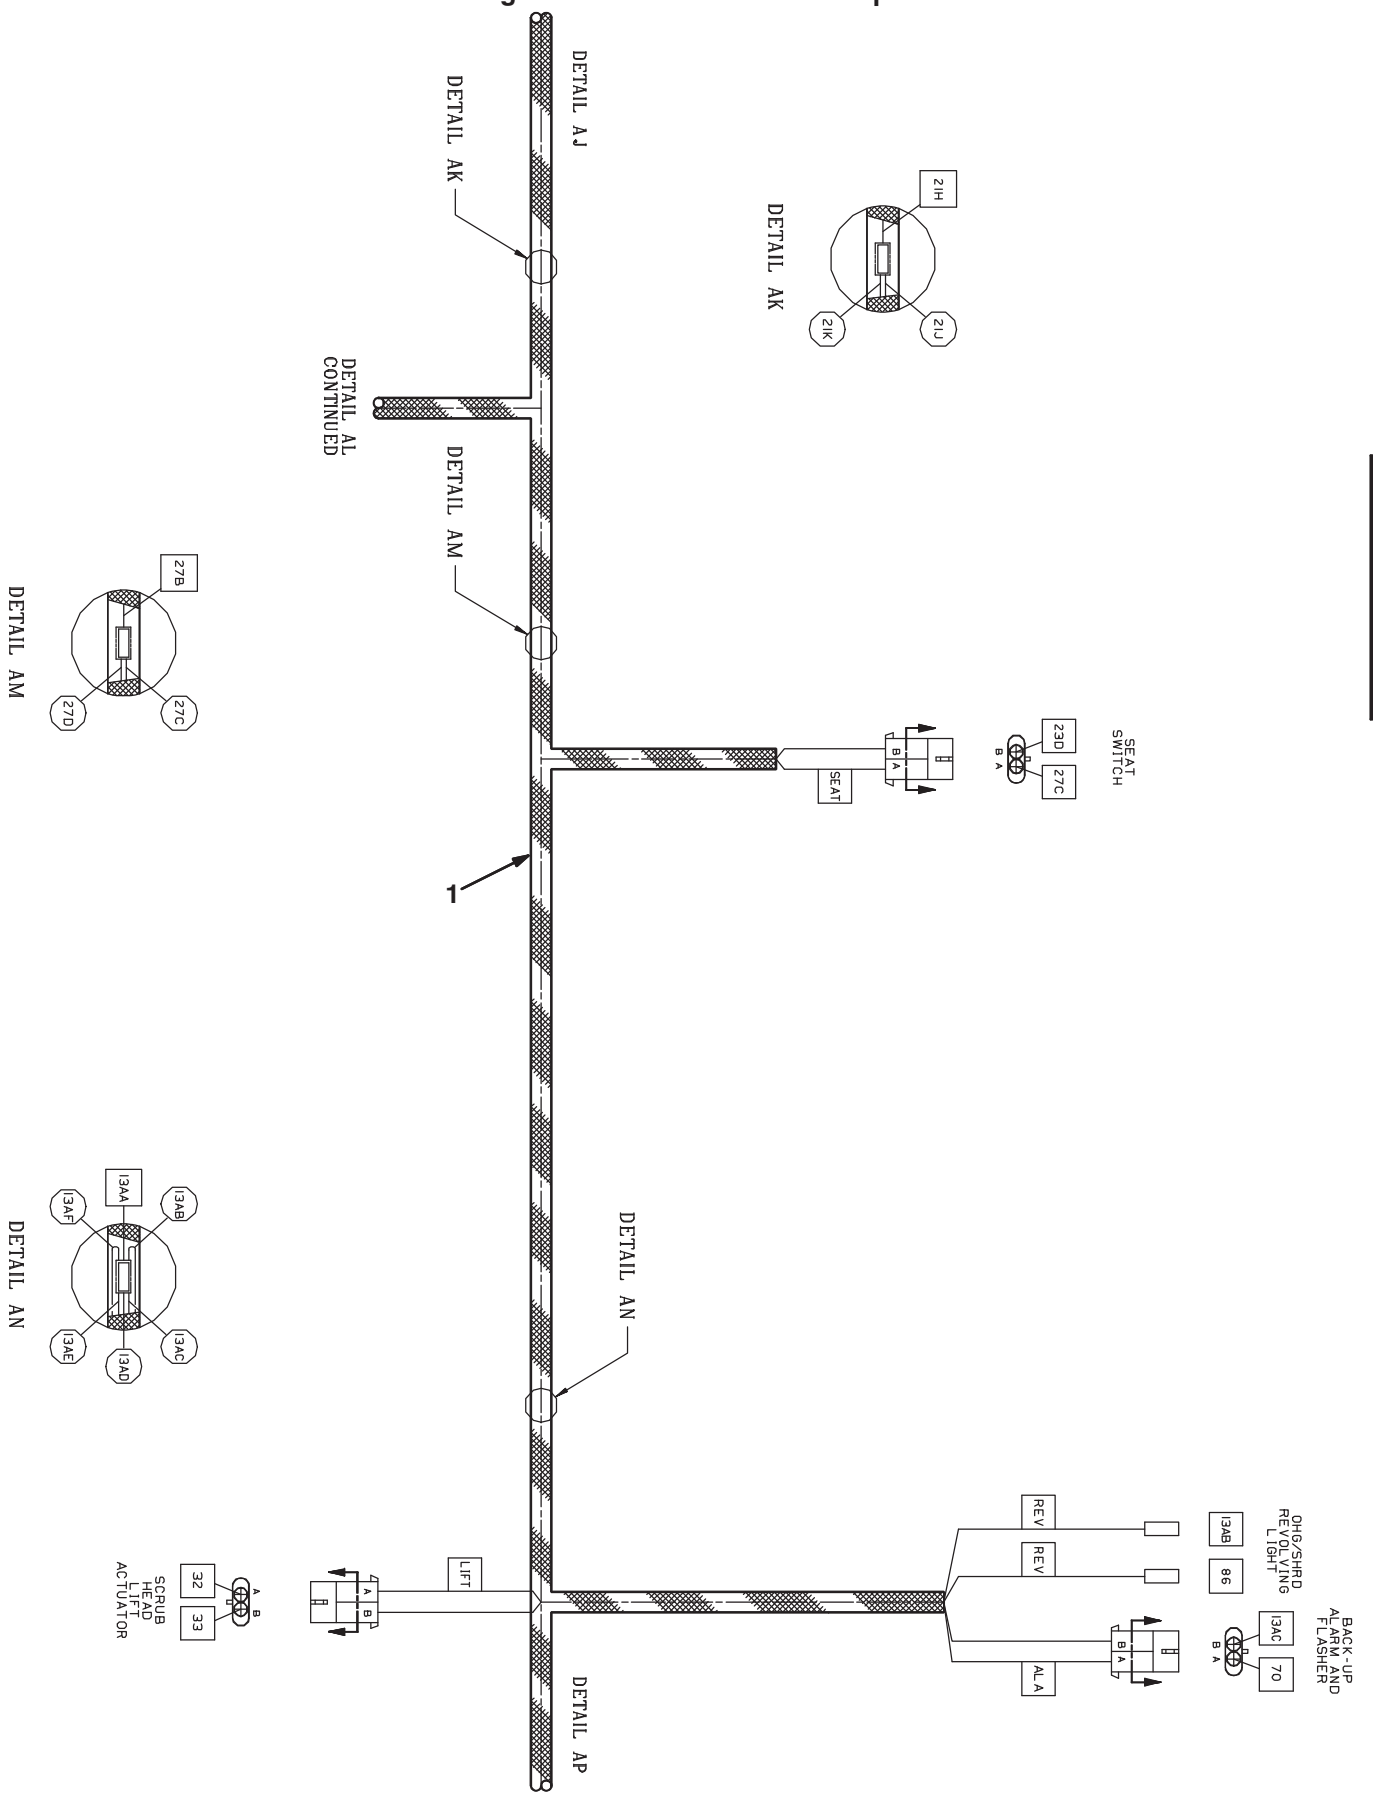 DETAIL AJ
DETAIL AK
21H
21J
21K
DETAIL AK
DETAIL AL
CONTINUED
DETAIL AM
27B
27C
27D
DETAIL AM
SEAT
SWITCH
23D
27C
B A
B A
SEAT
1
DETAIL AN
13AA
13AB
13AF
13AC
13AD
13AE
DETAIL AN
OHG/SHRD
REVOLVING
LIGHT
13AB
86
REV
REV
BACK-UP
ALARM AND
FLASHER
13AC
70
B A
B A
ALA
LIFT
A B
A B
32
33
SCRUB
HEAD
LIFT
ACTUATOR
DETAIL AP